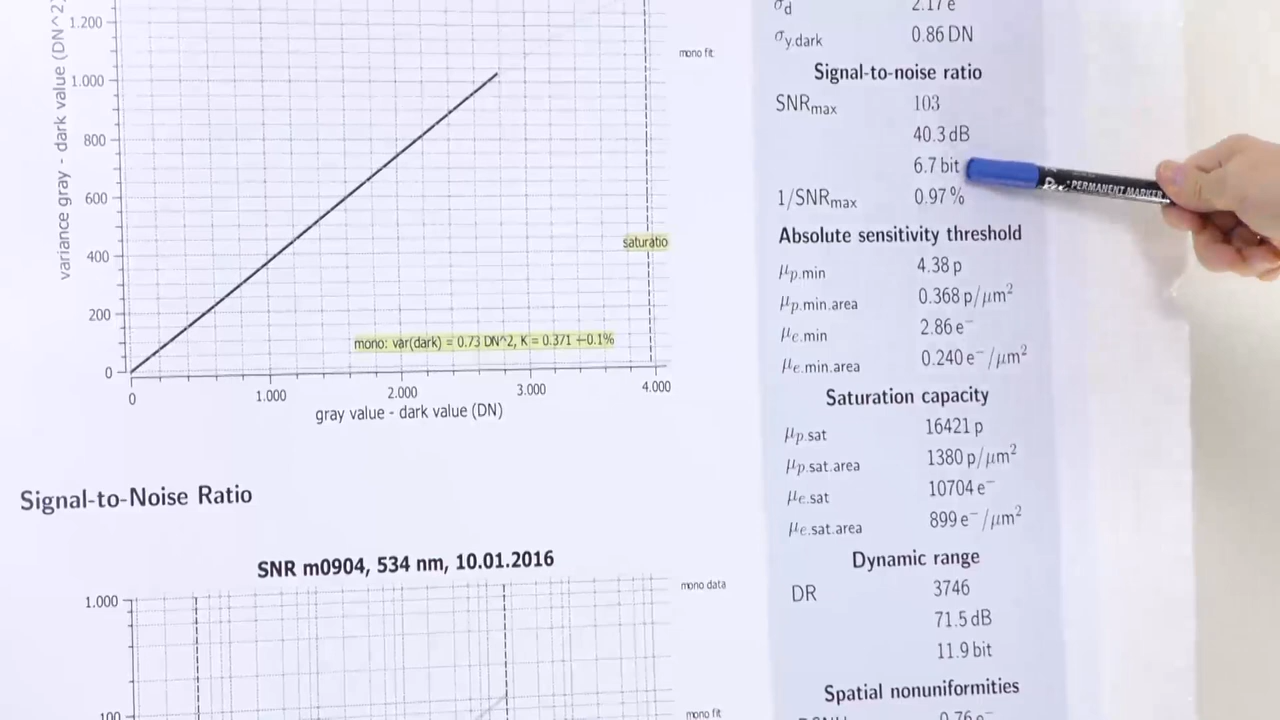 1.200
1.000
800
600
400
200
0
variance gray - dark value (DN^2)
0
1.000
2.000
3.000
4.000
gray value - dark value (DN)
mono fit
saturatio
mono: var(dark) = 0.73 DN^2, K = 0.371 +-0.1%
Signal-to-Noise Ratio
SNR m0904, 534 nm, 10.01.2016
1.000
100
mono data
mono fit
σd 2.17 e
σy.dark 0.86 DN
Signal-to-noise ratio
SNRmax 103
40.3 dB
6.7 bit
1/SNRmax 0.97 %
Absolute sensitivity threshold
μp.min 4.38 p
μp.min.area 0.368 p/μm²
μe.min 2.86 e⁻
μe.min.area 0.240 e⁻/μm²
Saturation capacity
μp.sat 16421 p
μp.sat.area 1380 p/μm²
μe.sat 10704 e⁻
μe.sat.area 899 e⁻/μm²
Dynamic range
DR 3746
71.5 dB
11.9 bit
Spatial nonuniformities
0.76 e⁻
PERMANENT MARKER